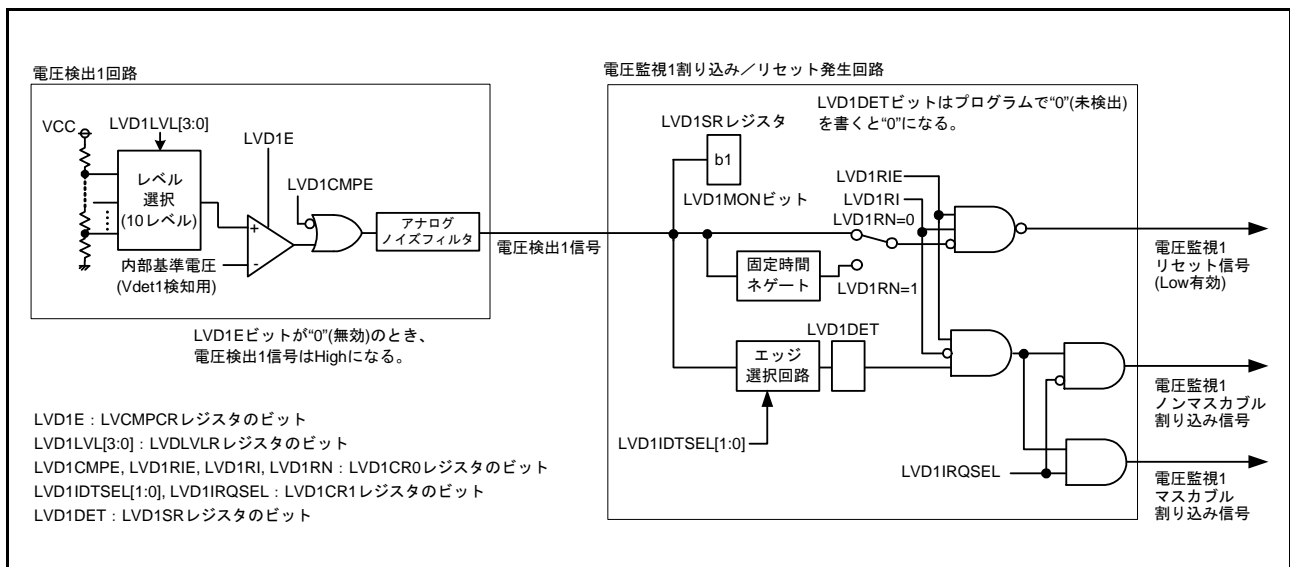 電圧検出1回路
VCC
LVD1LVL[3:0]
LVD1E
LVD1CMPE
レベル
選択
(10レベル)
+
-
内部基準電圧
(Vdet1検知用)
アナログ
ノイズフィルタ
電圧検出1信号
LVD1Eビットが“0”(無効)のとき、
電圧検出1信号はHighになる。
電圧監視1割り込み／リセット発生回路
LVD1DETビットはプログラムで“0”(未検出)
を書くと“0”になる。
LVD1SRレジスタ
b1
LVD1MONビット
LVD1RIE
LVD1RI
LVD1RN=0
固定時間
ネゲート
LVD1RN=1
LVD1DET
エッジ
選択回路
LVD1IDTSEL[1:0]
LVD1IRQSEL
電圧監視1
リセット信号
(Low有効)
電圧監視1
ノンマスカブル
割り込み信号
電圧監視1
マスカブル
割り込み信号
LVD1E：LVCMPCRレジスタのビット
LVD1LVL[3:0]：LVDLVLRレジスタのビット
LVD1CMPE, LVD1RIE, LVD1RI, LVD1RN：LVD1CR0レジスタのビット
LVD1IDTSEL[1:0], LVD1IRQSEL：LVD1CR1レジスタのビット
LVD1DET：LVD1SRレジスタのビット